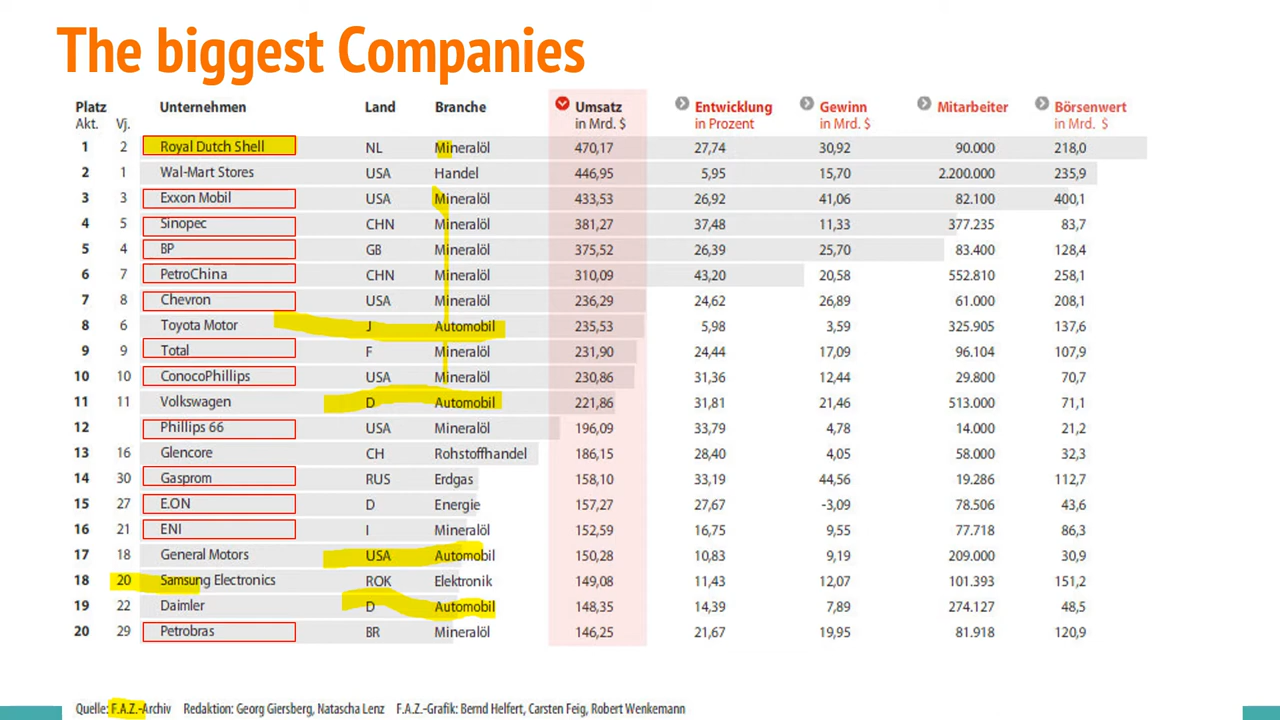 The biggest Companies
Platz Unternehmen Land Branche Umsatz Entwicklung Gewinn Mitarbeiter Börsenwert
Akt. Vj. in Mrd. $ in Prozent in Mrd. $ in Mrd. $
1 2 Royal Dutch Shell NL Mineralöl 470,17 27,74 30,92 90.000 218,0
2 1 Wal-Mart Stores USA Handel 446,95 5,95 15,70 2.200.000 235,9
3 3 Exxon Mobil USA Mineralöl 433,53 26,92 41,06 82.100 400,1
4 5 Sinopec CHN Mineralöl 381,27 37,48 11,33 377.235 83,7
5 4 BP GB Mineralöl 375,52 26,39 25,70 83.400 128,4
6 7 PetroChina CHN Mineralöl 310,09 43,20 20,58 552.810 258,1
7 8 Chevron USA Mineralöl 236,29 24,62 26,89 61.000 208,1
8 6 Toyota Motor J Automobil 235,53 5,98 3,59 325.905 137,6
9 9 Total F Mineralöl 231,90 24,44 17,09 96.104 107,9
10 10 ConocoPhillips USA Mineralöl 230,86 31,36 12,44 29.800 70,7
11 11 Volkswagen D Automobil 221,86 31,81 21,46 513.000 71,1
12 Phillips 66 USA Mineralöl 196,09 33,79 4,78 14.000 21,2
13 16 Glencore CH Rohstoffhandel 186,15 28,40 4,05 58.000 32,3
14 30 Gasprom RUS Erdgas 158,10 33,19 44,56 19.286 112,7
15 27 E.ON D Energie 157,27 27,67 -3,09 78.506 43,6
16 21 ENI I Mineralöl 152,59 16,75 9,55 77.718 86,3
17 18 General Motors USA Automobil 150,28 10,83 9,19 209.000 30,9
18 20 Samsung Electronics ROK Elektronik 149,08 11,43 12,07 101.393 151,2
19 22 Daimler D Automobil 148,35 14,39 7,89 274.127 48,5
20 29 Petrobras BR Mineralöl 146,25 21,67 19,95 81.918 120,9
Quelle: F.A.Z.-Archiv Redaktion: Georg Giersberg, Natascha Lenz F.A.Z.-Grafik: Bernd Helfert, Carsten Feig, Robert Wenkemann